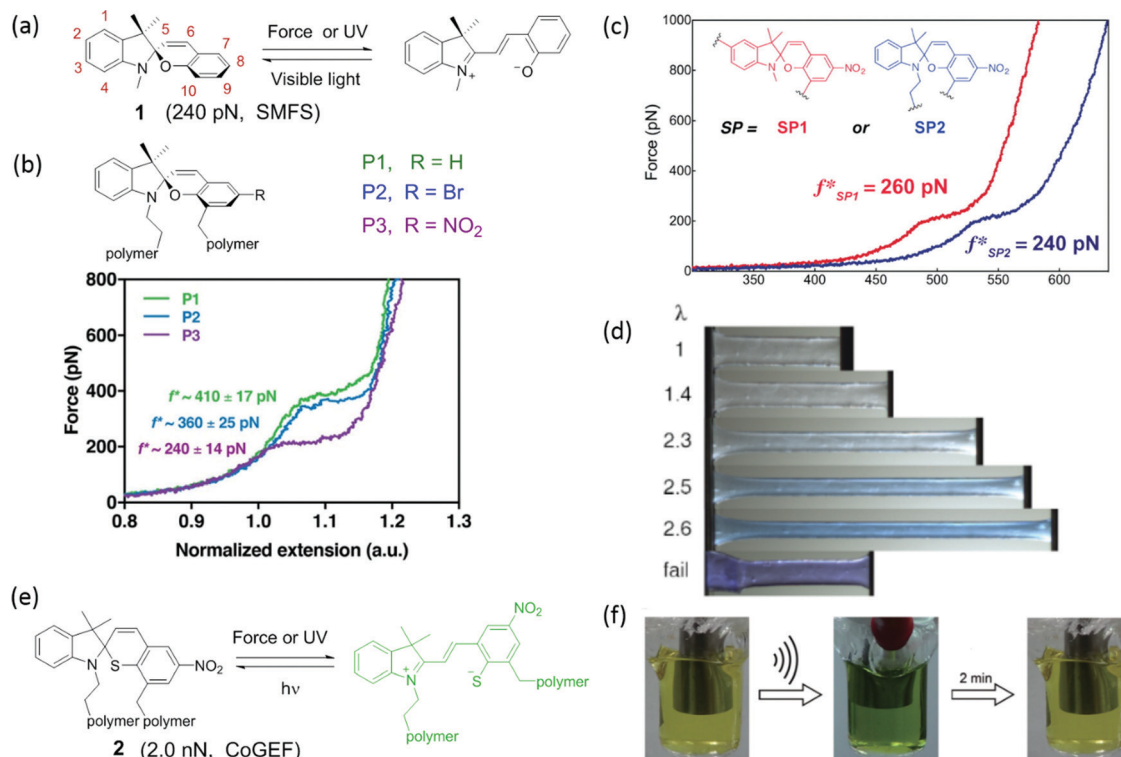 (a)
1
2
3
4
5
6
7
8
9
10
N
O
Force or UV
Visible light
N
+
O
-
1 (240 pN, SMFS)
(b)
N
O
R
polymer
polymer
P1, R = H
P2, R = Br
P3, R = NO2
800
600
400
200
0
Force (pN)
P1
P2
P3
f* ~ 410 ± 17 pN
f* ~ 360 ± 25 pN
f* ~ 240 ± 14 pN
0.8 0.9 1.0 1.1 1.2 1.3
Normalized extension (a.u.)
(c)
1000
800
600
400
200
0
Force (pN)
N
O
NO2
N
O
NO2
SP = SP1 or SP2
f*SP1 = 260 pN
f*SP2 = 240 pN
350 400 450 500 550 600
(d)
λ
1
1.4
2.3
2.5
2.6
fail
(e)
N
S
NO2
polymer polymer
Force or UV
hν
NO2
N
+
-
S
polymer
polymer
2 (2.0 nN, CoGEF)
(f)
2 min